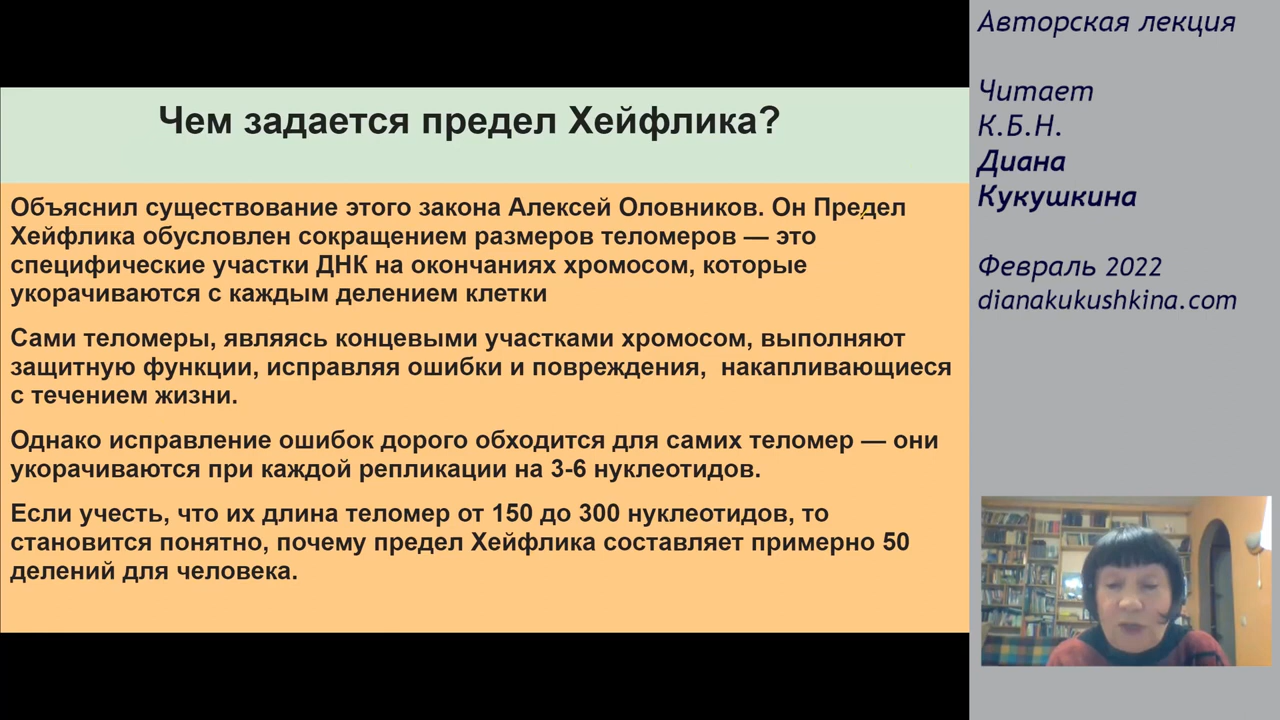 Чем задается предел Хейфлика?
Объяснил существование этого закона Алексей Оловников. Он Предел
Хейфлика обусловлен сокращением размеров теломеров — это
специфические участки ДНК на окончаниях хромосом, которые
укорачиваются с каждым делением клетки
Сами теломеры, являясь концевыми участками хромосом, выполняют
защитную функции, исправляя ошибки и повреждения,  накапливающиеся
с течением жизни.
Однако исправление ошибок дорого обходится для самих теломер — они
укорачиваются при каждой репликации на 3-6 нуклеотидов.
Если учесть, что их длина теломер от 150 до 300 нуклеотидов, то
становится понятно, почему предел Хейфлика составляет примерно 50
делений для человека.
Авторская лекция
Читает
К.Б.Н.
Диана
Кукушкина
Февраль 2022
dianakukushkina.com